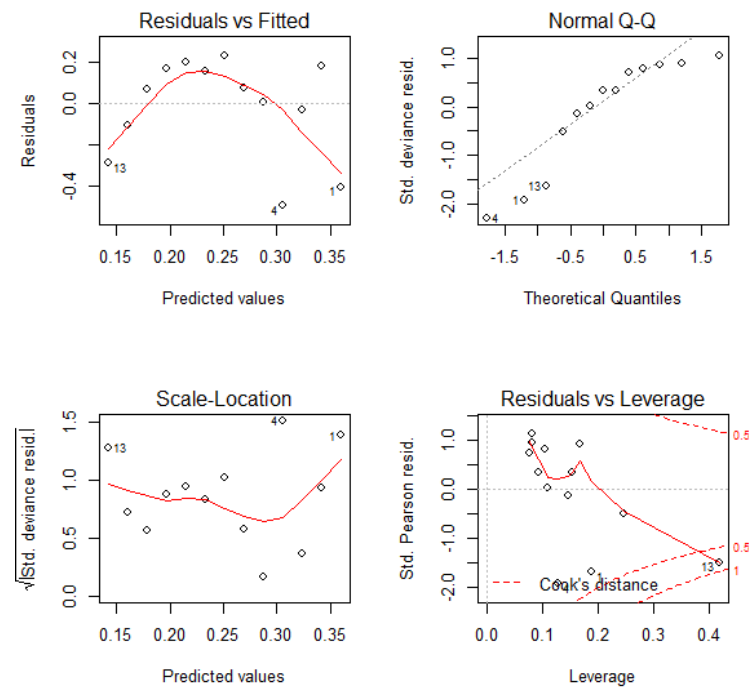 Residuals vs Fitted
Residuals
0.2
0.0
-0.4
13
4
1
0.15 0.20 0.25 0.30 0.35
Predicted values
Normal Q-Q
Std. deviance resid.
1.0
0.0
-1.0
-2.0
13
1
4
-1.5 -0.5 0.5 1.5
Theoretical Quantiles
Scale-Location
√|Std. deviance resid.|
1.5
1.0
0.5
0.0
4
1
13
0.15 0.20 0.25 0.30 0.35
Predicted values
Residuals vs Leverage
Std. Pearson resid.
1.0
0.0
-1.0
-2.0
0.5
0.5
1
13
1
Cook's distance
0.0 0.1 0.2 0.3 0.4
Leverage